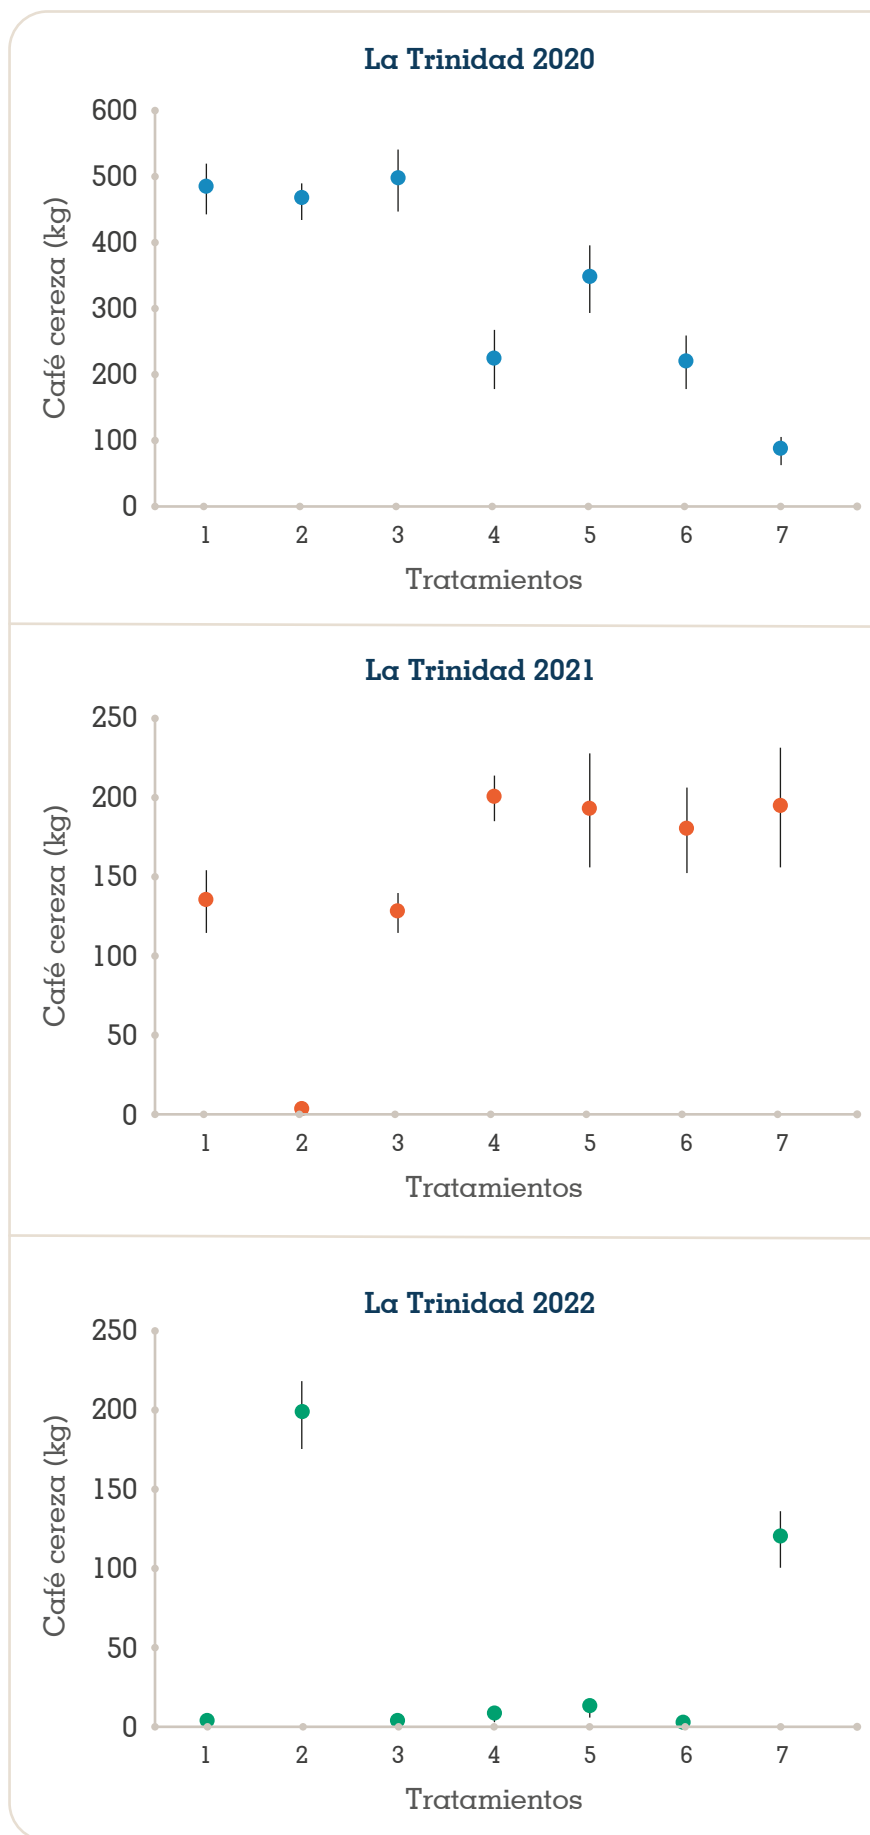 La Trinidad 2020
600
500
400
300
200
100
0
Café cereza (kg)
1 2 3 4 5 6 7
Tratamientos
La Trinidad 2021
250
200
150
100
50
0
Café cereza (kg)
1 2 3 4 5 6 7
Tratamientos
La Trinidad 2022
250
200
150
100
50
0
Café cereza (kg)
1 2 3 4 5 6 7
Tratamientos